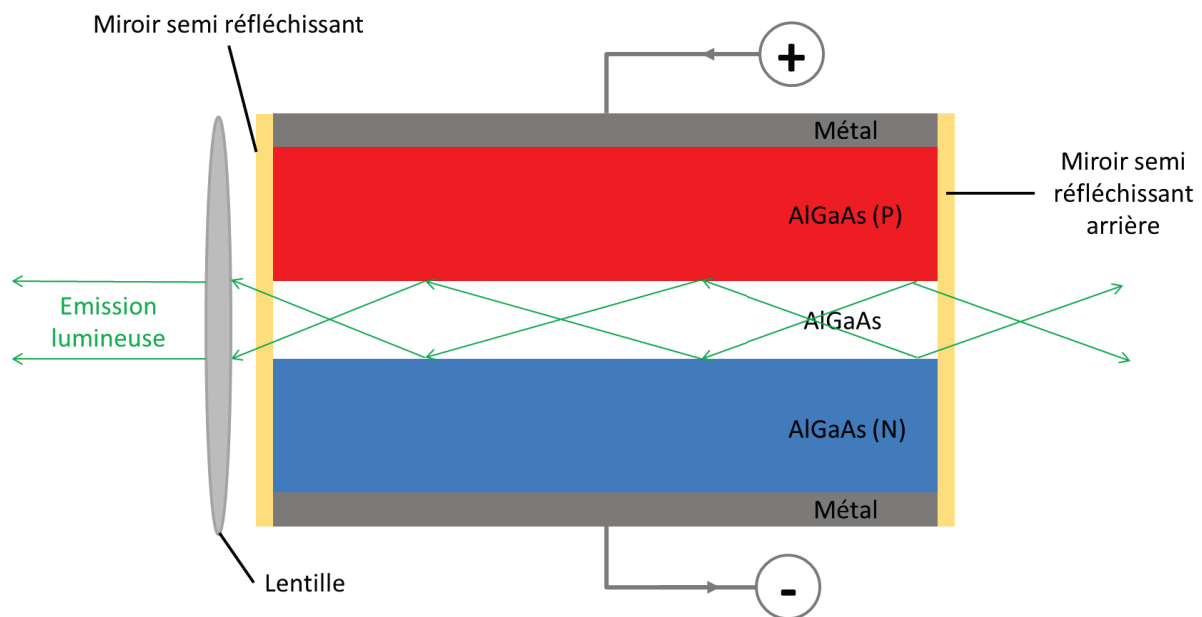 Miroir semi réfléchissant
+
Métal
Miroir semi
réfléchissant
arrière
AlGaAs (P)
Emission
lumineuse
AlGaAs
AlGaAs (N)
Métal
Lentille
-